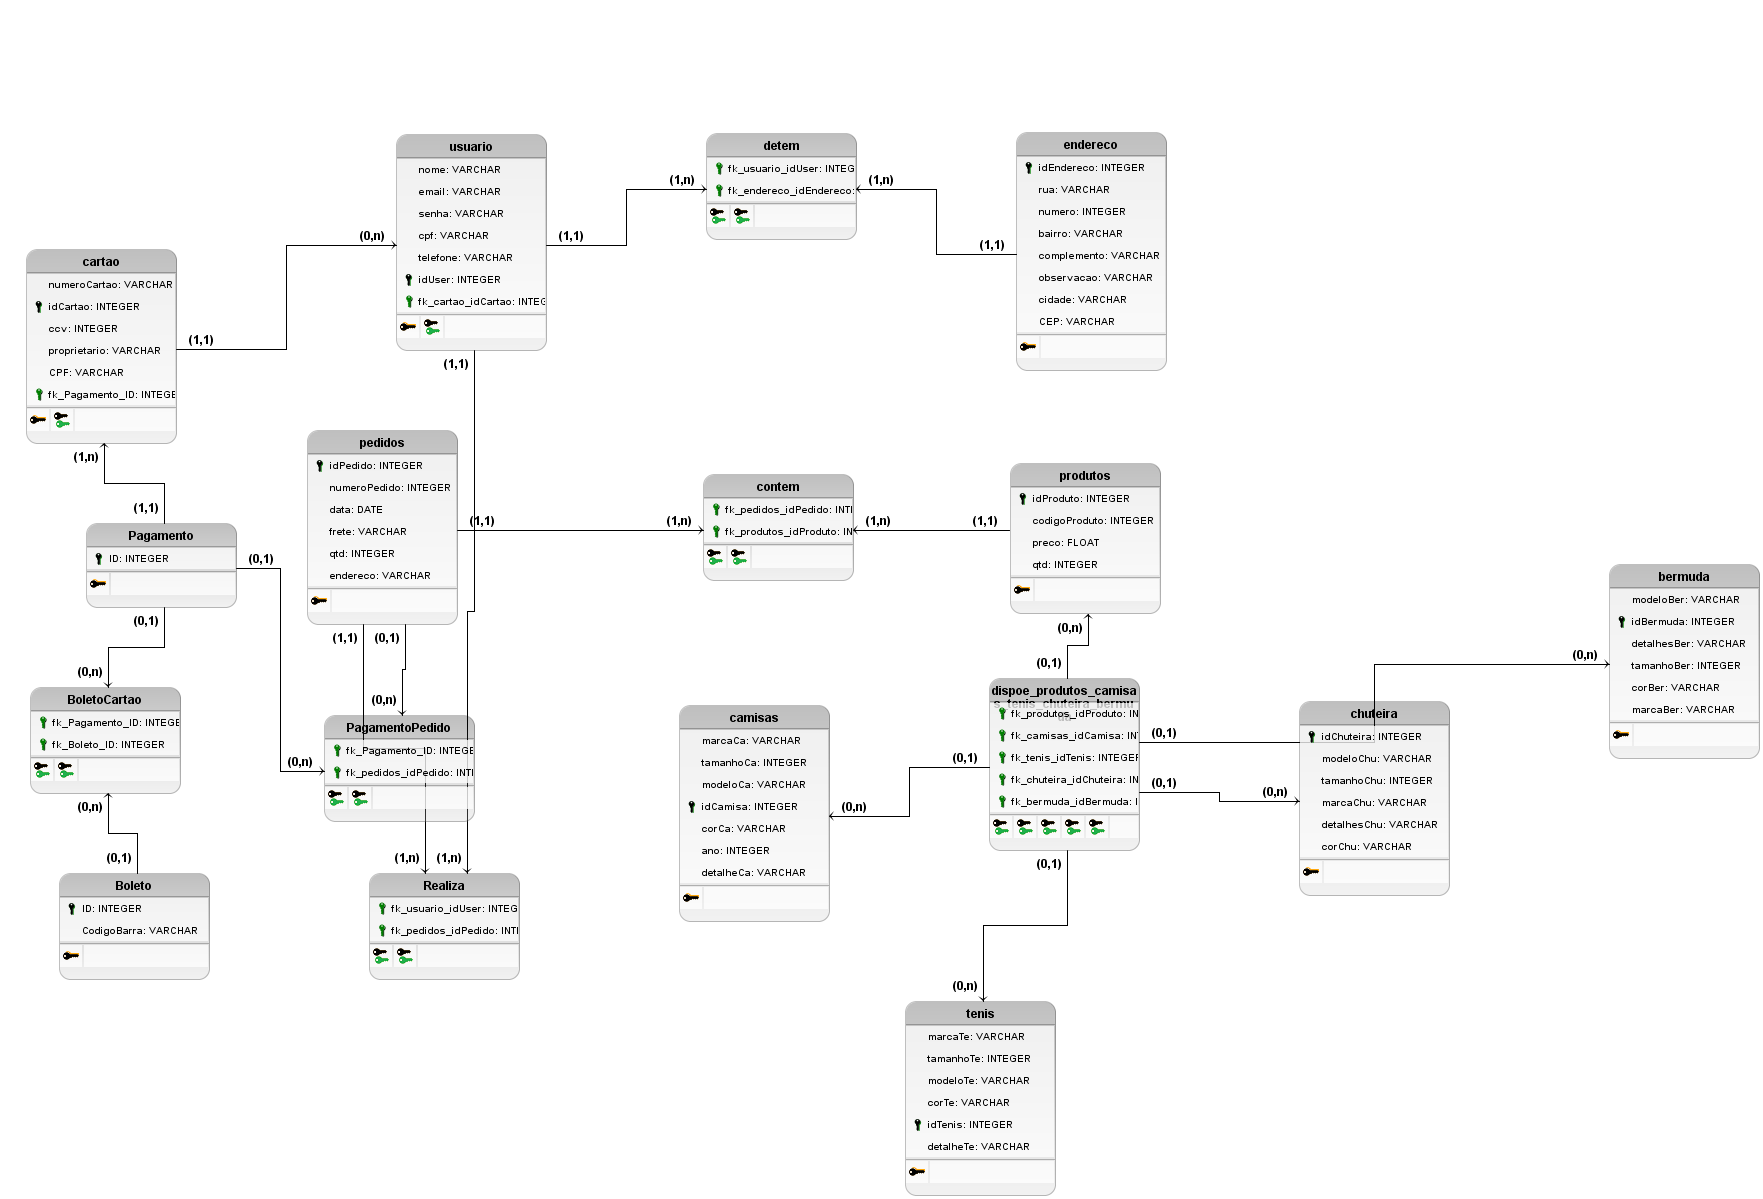 usuario
nome: VARCHAR
email: VARCHAR
senha: VARCHAR
cpf: VARCHAR
telefone: VARCHAR
idUser: INTEGER
fk_cartao_idCartao: INTEG
(0,n)
(1,1)
(1,1)
detem
fk_usuario_idUser: INTEG
fk_endereco_idEndereco:
(1,n)
(1,n)
endereco
idEndereco: INTEGER
rua: VARCHAR
numero: INTEGER
bairro: VARCHAR
complemento: VARCHAR
observacao: VARCHAR
cidade: VARCHAR
CEP: VARCHAR
(1,1)
cartao
numeroCartao: VARCHAR
idCartao: INTEGER
ccv: INTEGER
proprietario: VARCHAR
CPF: VARCHAR
fk_Pagamento_ID: INTEGE
(1,1)
(1,n)
(1,1)
Pagamento
ID: INTEGER
(0,1)
(0,1)
pedidos
idPedido: INTEGER
numeroPedido: INTEGER
data: DATE
frete: VARCHAR
qtd: INTEGER
endereco: VARCHAR
(1,1)
(1,1)
(0,1)
contem
fk_pedidos_idPedido: INTI
fk_produtos_idProduto: IN
(1,n)
(1,n)
produtos
idProduto: INTEGER
codigoProduto: INTEGER
preco: FLOAT
qtd: INTEGER
(1,1)
(0,n)
(0,1)
bermuda
modeloBer: VARCHAR
idBermuda: INTEGER
detalhesBer: VARCHAR
tamanhoBer: INTEGER
corBer: VARCHAR
marcaBer: VARCHAR
(0,n)
(0,n)
BoletoCartao
fk_Pagamento_ID: INTEGE
fk_Boleto_ID: INTEGER
(0,n)
(0,1)
Boleto
ID: INTEGER
CodigoBarra: VARCHAR
(0,n)
(0,n)
PagamentoPedido
fk_Pagamento_ID: INTEGE
fk_pedidos_idPedido: INTI
(1,n)
(1,n)
Realiza
fk_usuario_idUser: INTEG
fk_pedidos_idPedido: INTI
camisas
marcaCa: VARCHAR
tamanhoCa: INTEGER
modeloCa: VARCHAR
idCamisa: INTEGER
corCa: VARCHAR
ano: INTEGER
detalheCa: VARCHAR
(0,n)
(0,1)
dispoe_produtos_camisa
s_tenis_chuteira_bermu
fk_produtos_idProduto: IN
fk_camisas_idCamisa: IN
fk_tenis_idTenis: INTEGER
fk_chuteira_idChuteira: IN
fk_bermuda_idBermuda: I
(0,1)
(0,1)
(0,1)
(0,n)
chuteira
idChuteira: INTEGER
modeloChu: VARCHAR
tamanhoChu: INTEGER
marcaChu: VARCHAR
detalhesChu: VARCHAR
corChu: VARCHAR
(0,n)
tenis
marcaTe: VARCHAR
tamanhoTe: INTEGER
modeloTe: VARCHAR
corTe: VARCHAR
idTenis: INTEGER
detalheTe: VARCHAR